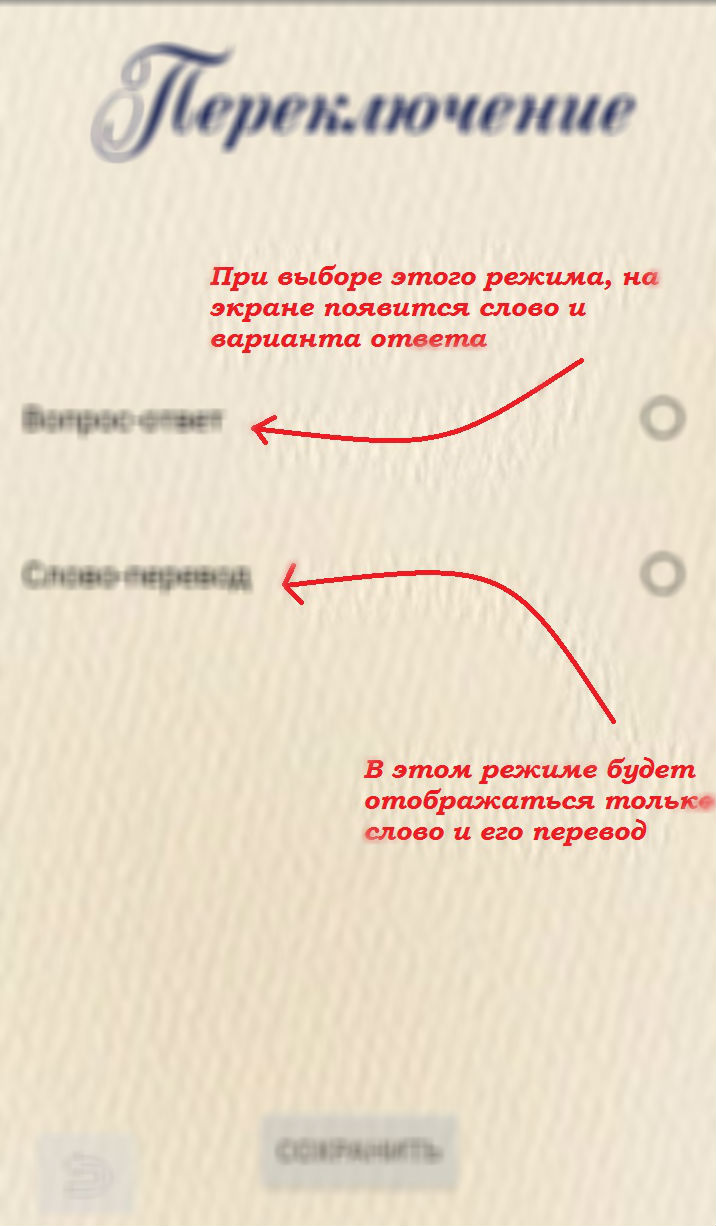 Переключение
При выборе этого режима, на
экране появится слово и
варианта ответа
Вопрос-ответ
Слово-перевод
В этом режиме будет
отображаться только
слово и его перевод
СОХРАНИТЬ